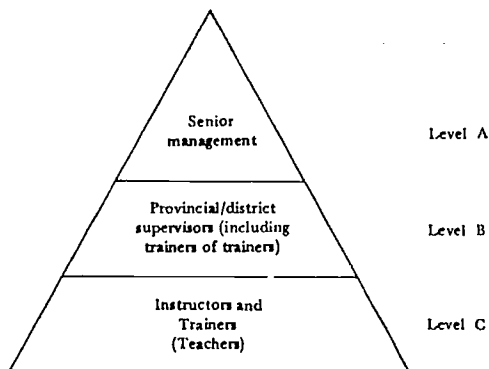 Senior
management
Level A
Provincial/district
supervisors (including
trainers of trainers)
Level B
Instructors and
Trainers
(Teachers)
Level C